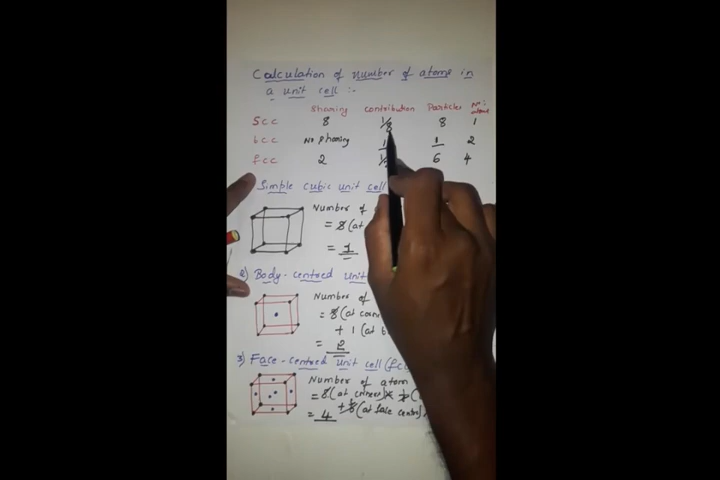 Calculation of number of atoms in
a unit cell :-
Sharing contribution Particles No: atoms
Scc 8 1/8 8 1
bcc No sharing 1 1 2
fcc 2 1/2 6 4
Simple cubic unit cell
Number of
= 8 (at
= 1
2) Body-centred Unit
Number of
= 8 (at corn
+ 1 (at b
= 2
3) Face-centred Unit cell (fcc
Number of atom
= 8 (at corners)
= 4 (at face centre)